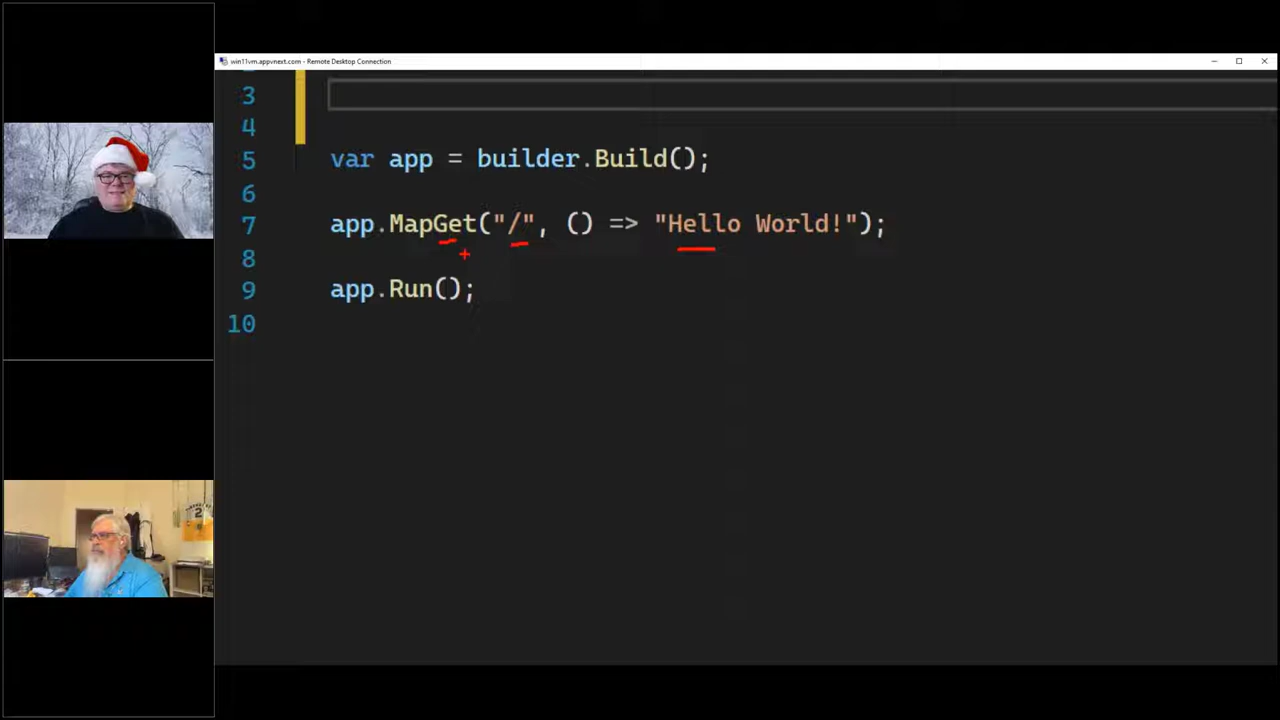 win11vm.appvnext.com - Remote Desktop Connection
3
4
5 var app = builder.Build();
6
7 app.MapGet("/", () => "Hello World!");
8
9 app.Run();
10
2